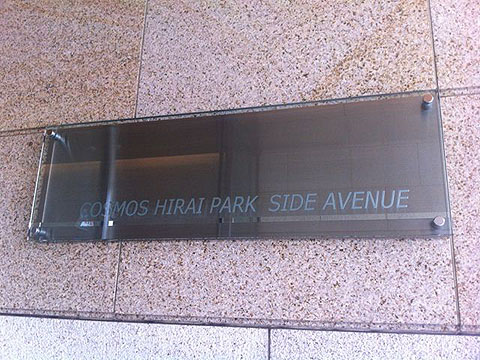 COSMOS HIRAI PARK SIDE AVENUE